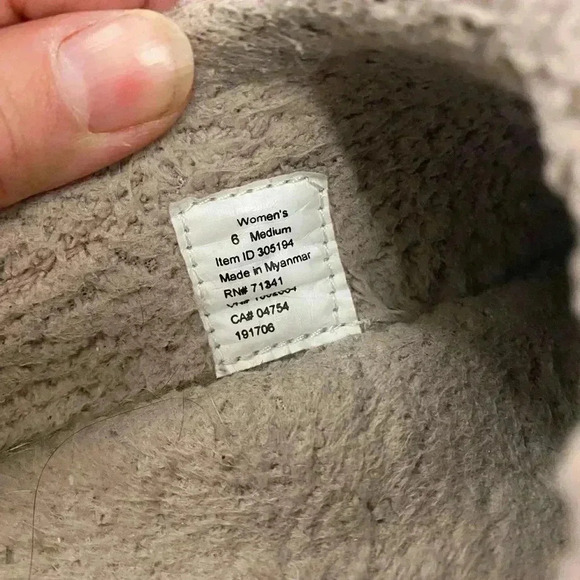 Women's
6 Medium
Item ID 305194
Made in Myanmar
RN# 71341
CA# 04754
191706